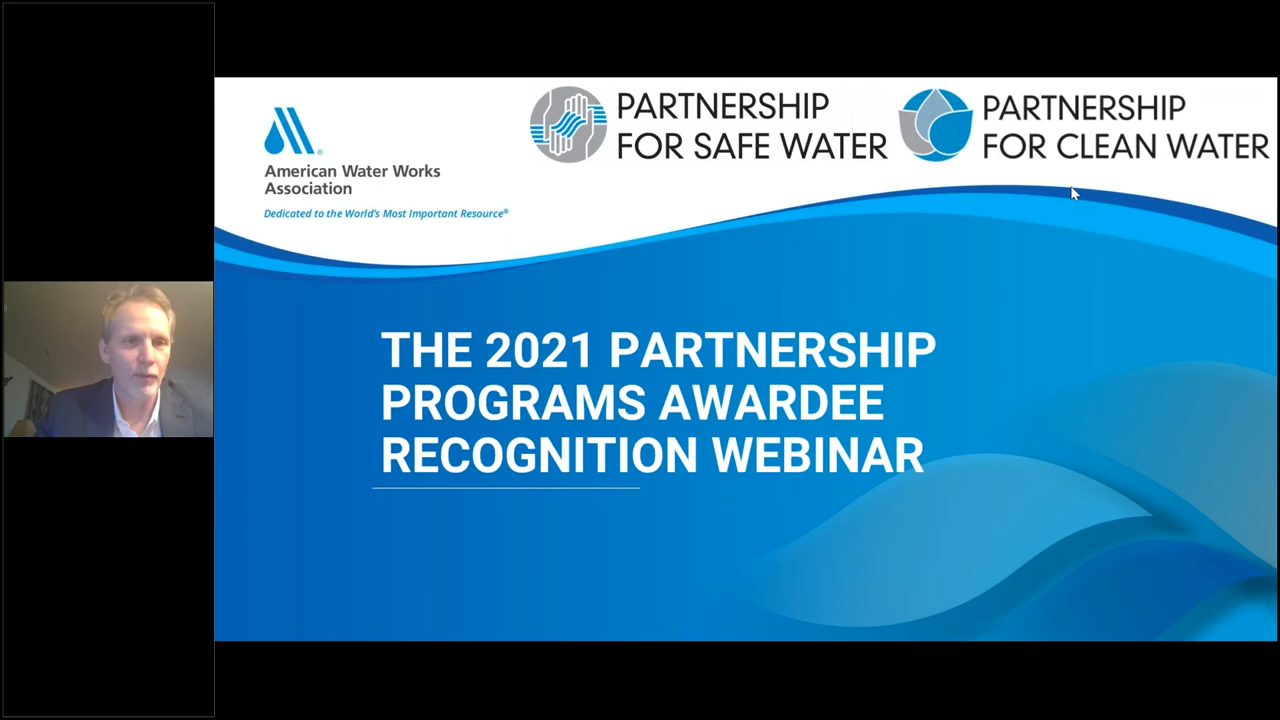 American Water Works
Association
Dedicated to the World's Most Important Resource®
PARTNERSHIP
FOR SAFE WATER
PARTNERSHIP
FOR CLEAN WATER
THE 2021 PARTNERSHIP
PROGRAMS AWARDEE
RECOGNITION WEBINAR